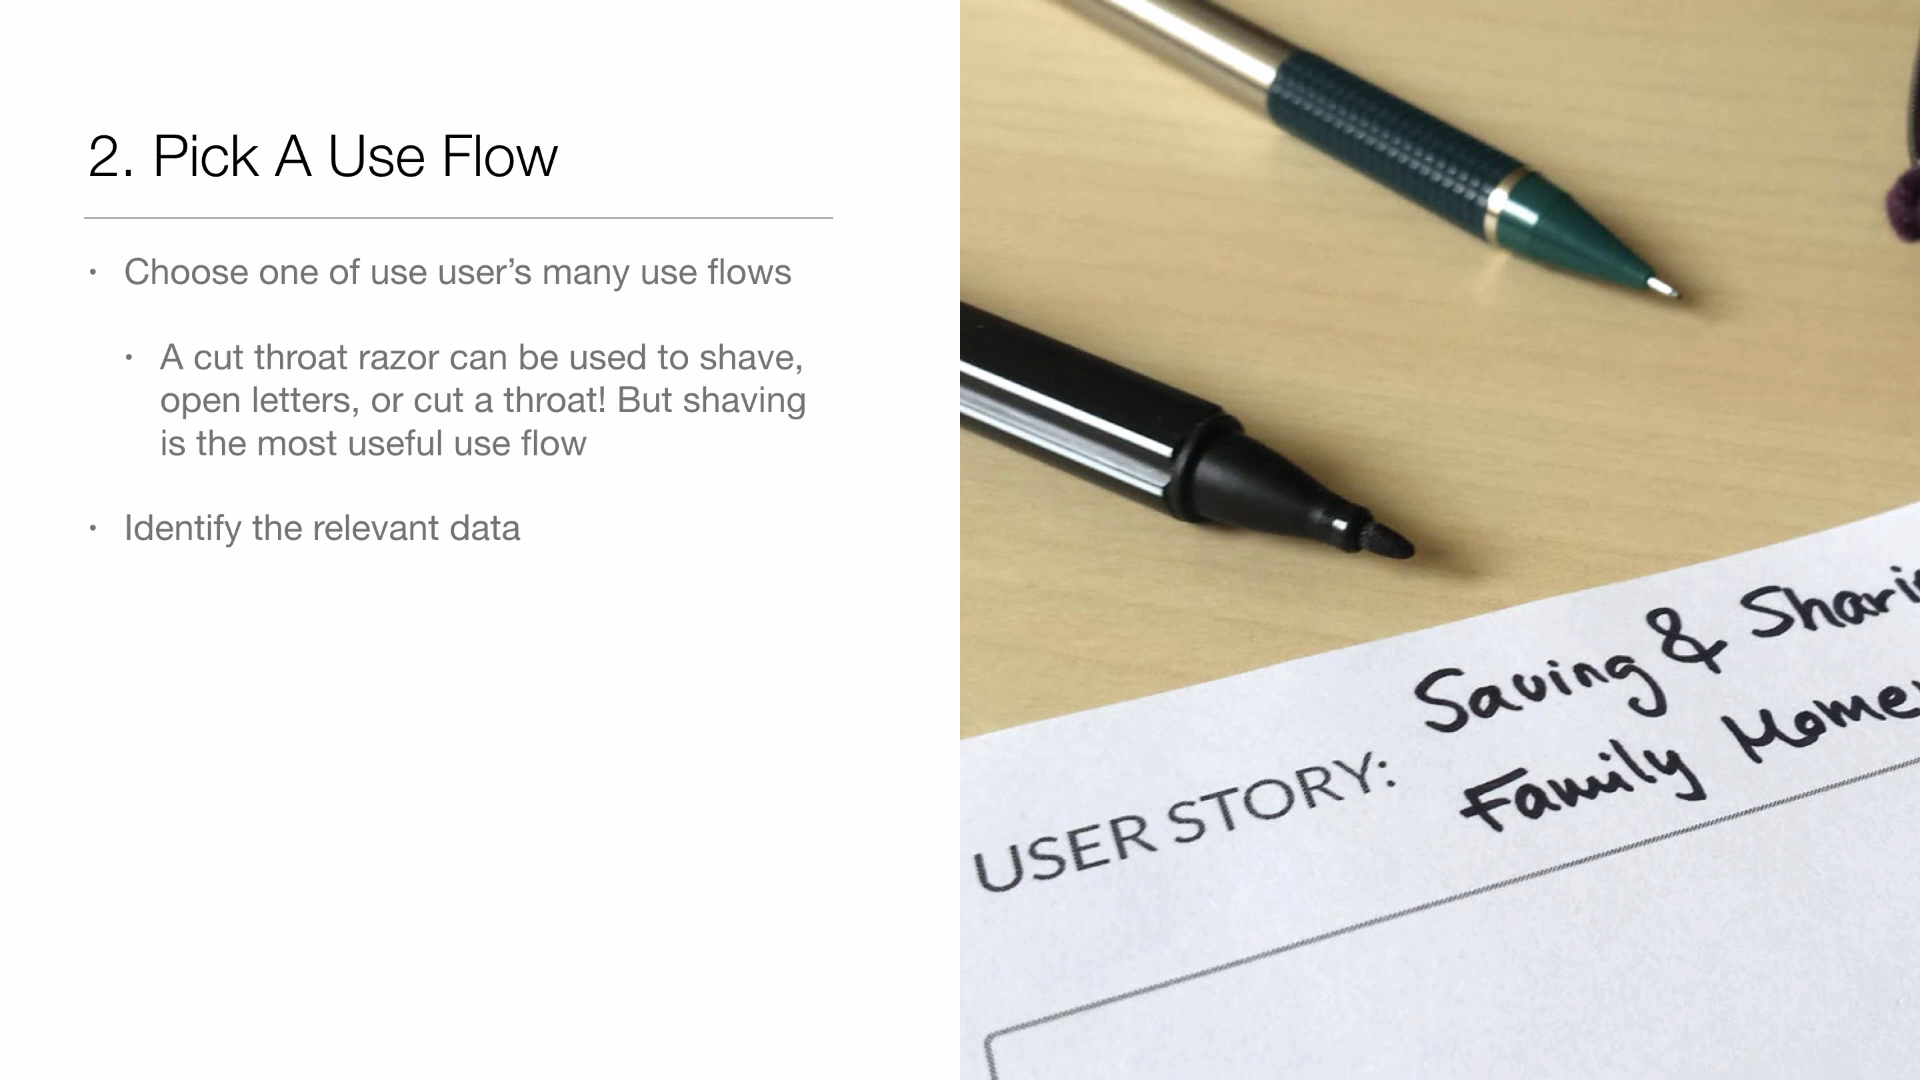 2. Pick A Use Flow
• Choose one of use user’s many use flows
• A cut throat razor can be used to shave,
open letters, or cut a throat! But shaving
is the most useful use flow
• Identify the relevant data
Saving & Shari
USER STORY:
Family Mome